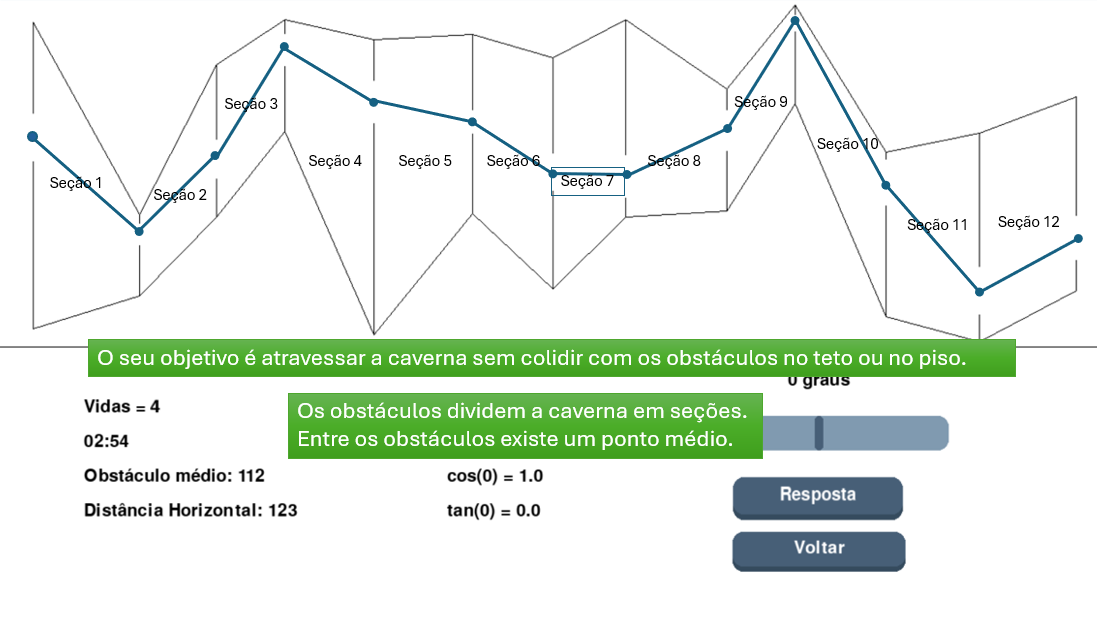 Seção 1
Seção 2
Seção 3
Seção 4
Seção 5
Seção 6
Seção 7
Seção 8
Seção 9
Seção 10
Seção 11
Seção 12
O seu objetivo é atravessar a caverna sem colidir com os obstáculos no teto ou no piso.
0 graus
Os obstáculos dividem a caverna em seções.
Entre os obstáculos existe um ponto médio.
Vidas = 4
02:54
Obstáculo médio: 112
cos(0) = 1.0
Distância Horizontal: 123
tan(0) = 0.0
Resposta
Voltar